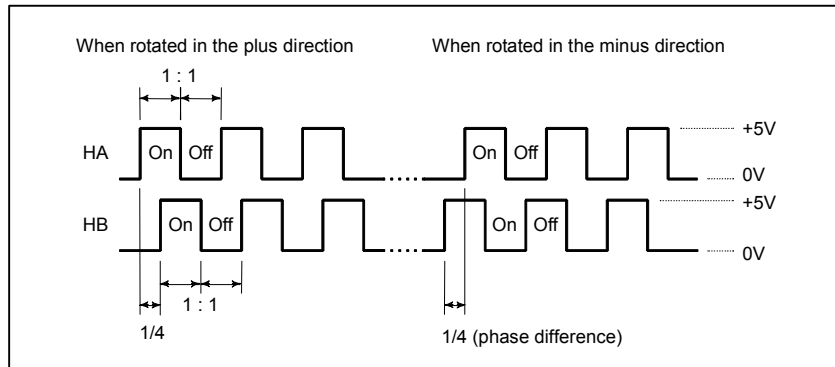 When rotated in the plus direction
When rotated in the minus direction
1 : 1
HA
On
Off
On
Off
+5V
0V
HB
On
Off
On
Off
+5V
0V
1 : 1
1/4
1/4 (phase difference)